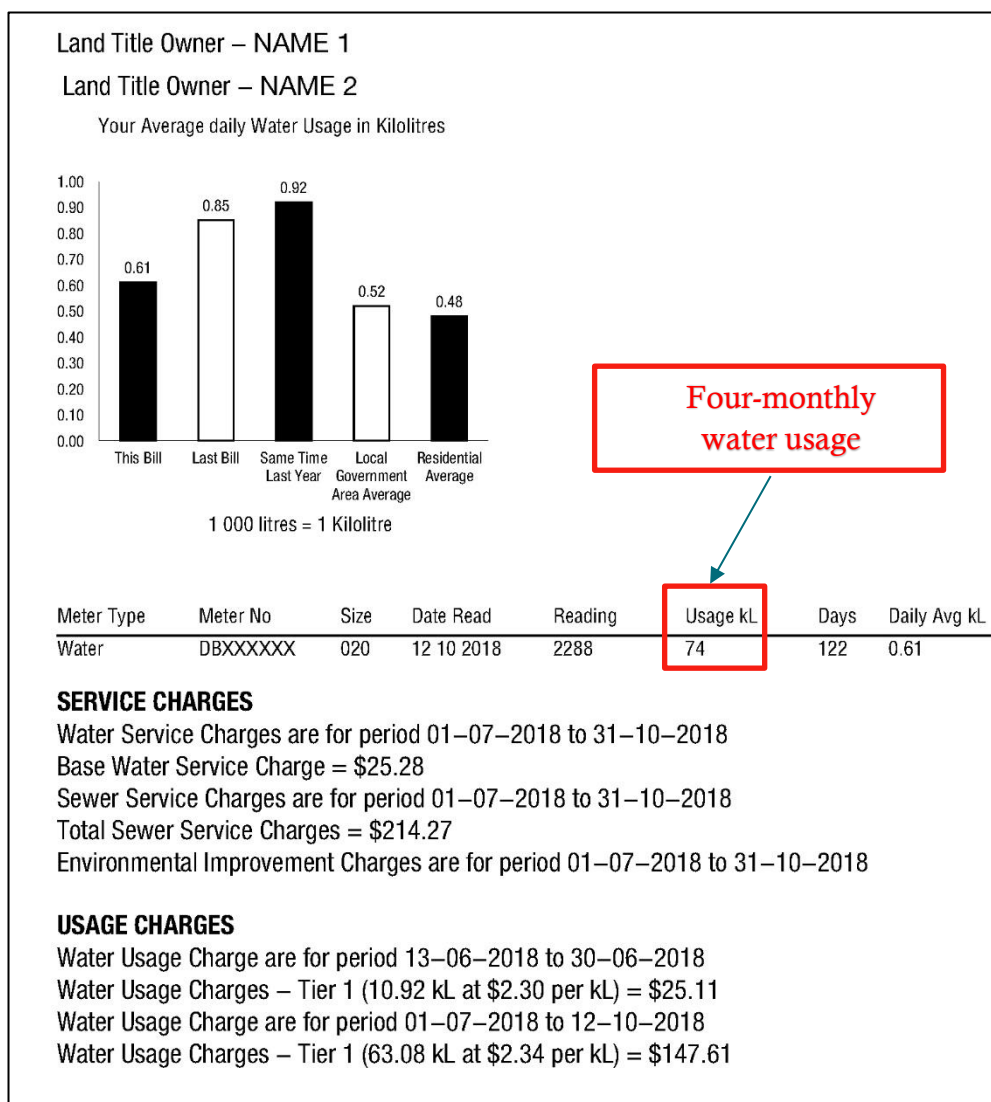 Land Title Owner – NAME 1
Land Title Owner – NAME 2
Your Average daily Water Usage in Kilolitres
1.00
0.90
0.80
0.70
0.60
0.50
0.40
0.30
0.20
0.10
0.00
0.61
0.85
0.92
0.52
0.48
This Bill
Last Bill
Same Time
Last Year
Local
Government
Area Average
Residential
Average
1 000 litres = 1 Kilolitre
Four-monthly
water usage
Meter Type Meter No Size Date Read Reading Usage kL Days Daily Avg kL
Water DBXXXXXX 020 12 10 2018 2288 74 122 0.61
SERVICE CHARGES
Water Service Charges are for period 01–07–2018 to 31–10–2018
Base Water Service Charge = $25.28
Sewer Service Charges are for period 01–07–2018 to 31–10–2018
Total Sewer Service Charges = $214.27
Environmental Improvement Charges are for period 01–07–2018 to 31–10–2018
USAGE CHARGES
Water Usage Charge are for period 13–06–2018 to 30–06–2018
Water Usage Charges – Tier 1 (10.92 kL at $2.30 per kL) = $25.11
Water Usage Charge are for period 01–07–2018 to 12–10–2018
Water Usage Charges – Tier 1 (63.08 kL at $2.34 per kL) = $147.61